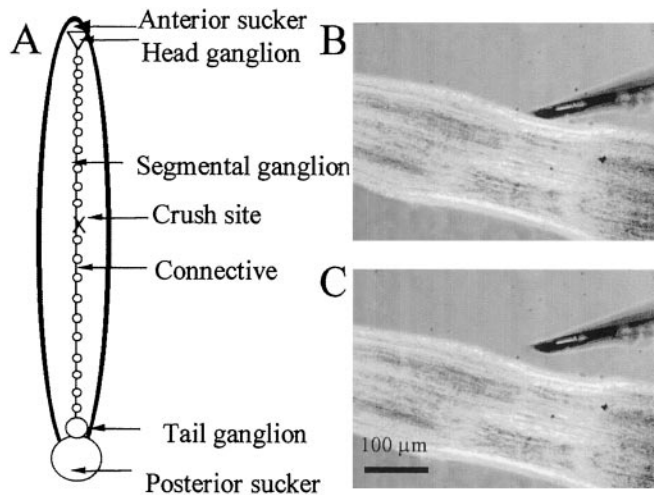 A
Anterior sucker
Head ganglion
Segmental ganglion
Crush site
X
Connective
Tail ganglion
Posterior sucker
B
C
100 µm